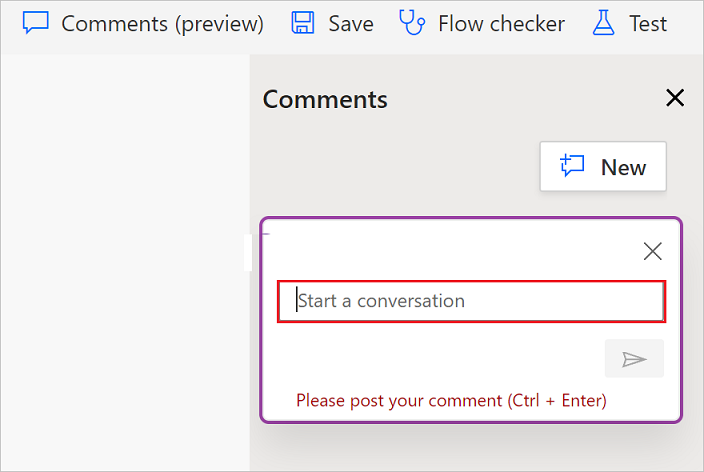 Comments (preview) Save Flow checker Test
Comments
New
Start a conversation
Please post your comment (Ctrl + Enter)